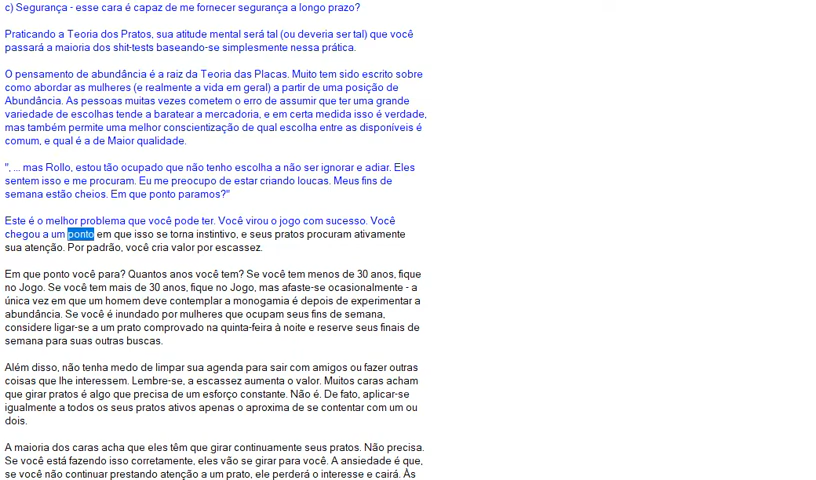 c) Segurança - esse cara é capaz de me fornecer segurança a longo prazo?
Praticando a Teoria dos Pratos, sua atitude mental será tal (ou deveria ser tal) que você
passará a maioria dos shit-tests baseando-se simplesmente nessa prática.
O pensamento de abundância é a raiz da Teoria das Placas. Muito tem sido escrito sobre
como abordar as mulheres (e realmente a vida em geral) a partir de uma posição de
Abundância. As pessoas muitas vezes cometem o erro de assumir que ter uma grande
variedade de escolhas tende a baratear a mercadoria, e em certa medida isso é verdade,
mas também permite uma melhor conscientização de qual escolha entre as disponíveis é
comum, e qual é a de Maior qualidade.
", ... mas Rollo, estou tão ocupado que não tenho escolha a não ser ignorar e adiar. Eles
sentem isso e me procuram. Eu me preocupo de estar criando loucas. Meus fins de
semana estão cheios. Em que ponto paramos?"
Este é o melhor problema que você pode ter. Você virou o jogo com sucesso. Você
chegou a um ponto em que isso se torna instintivo, e seus pratos procuram ativamente
sua atenção. Por padrão, você cria valor por escassez.
Em que ponto você para? Quantos anos você tem? Se você tem menos de 30 anos, fique
no Jogo. Se você tem mais de 30 anos, fique no Jogo, mas afaste-se ocasionalmente - a
única vez em que um homem deve contemplar a monogamia é depois de experimentar a
abundância. Se você é inundado por mulheres que ocupam seus fins de semana,
considere ligar-se a um prato comprovado na quinta-feira à noite e reserve seus finais de
semana para suas outras buscas.
Além disso, não tenha medo de limpar sua agenda para sair com amigos ou fazer outras
coisas que lhe interessem. Lembre-se, a escassez aumenta o valor. Muitos caras acham
que girar pratos é algo que precisa de um esforço constante. Não é. De fato, aplicar-se
igualmente a todos os seus pratos ativos apenas o aproxima de se contentar com um ou
dois.
A maioria dos caras acha que eles têm que girar continuamente seus pratos. Não precisa.
Se você está fazendo isso corretamente, eles vão se girar para você. A ansiedade é que,
se você não continuar prestando atenção a um prato, ele perderá o interesse e cairá. Às